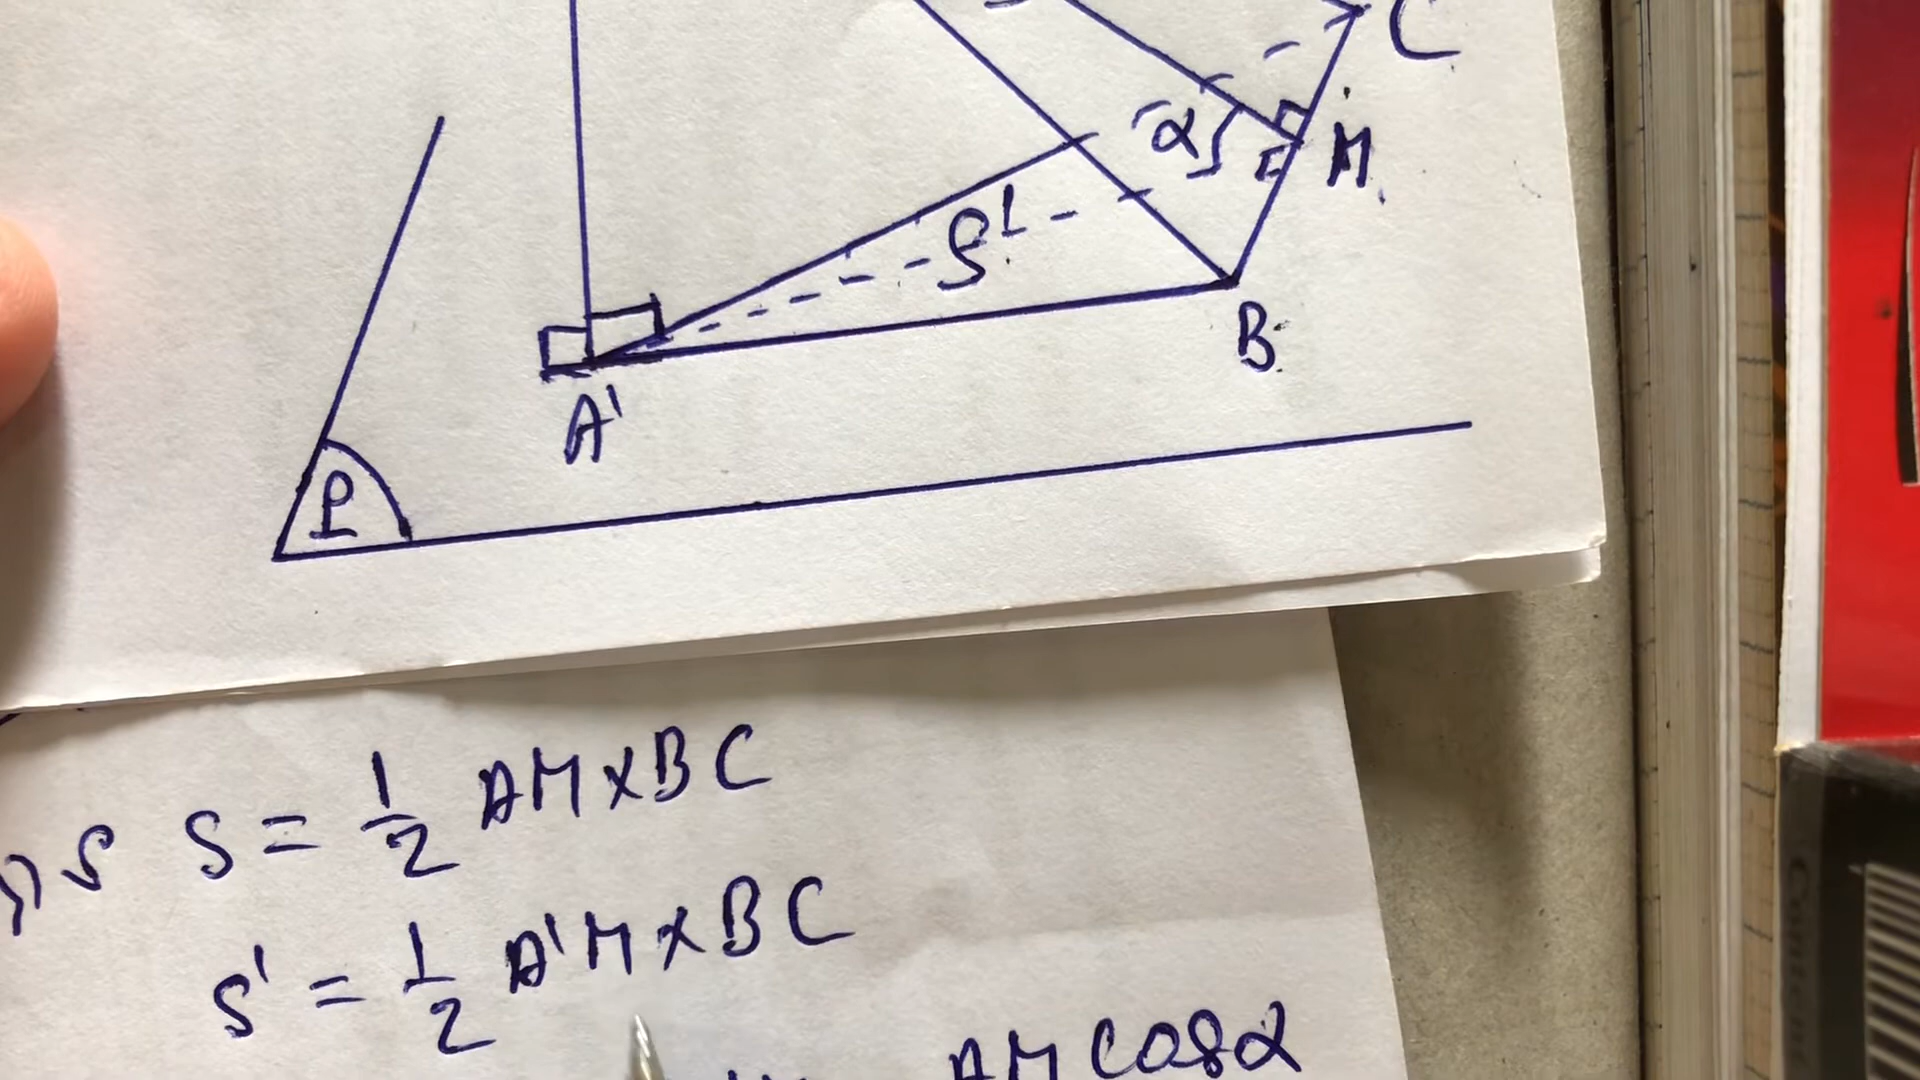 C
α
M
S'
B
A'
P
S = 1/2 AM x BC
S' = 1/2 A'M x BC
AM cosα